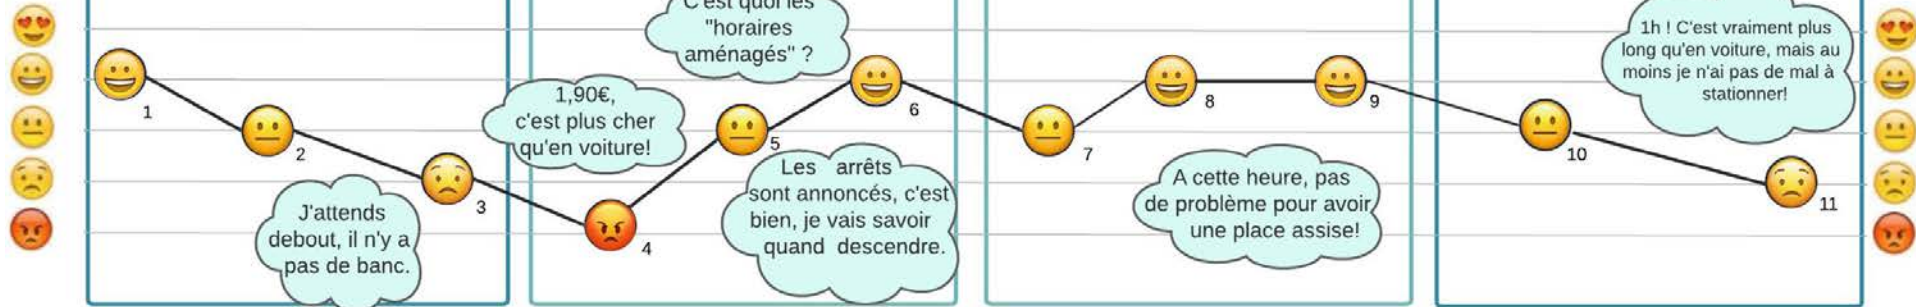 1
2
3
J'attends
debout, il n'y a
pas de banc.
1,90€,
c'est plus cher
qu'en voiture!
4
C'est quoi les
"horaires
aménagés" ?
5
Les arrêts
sont annoncés, c'est
bien, je vais savoir
quand descendre.
6
7
8
9
A cette heure, pas
de problème pour avoir
une place assise!
10
1h ! C'est vraiment plus
long qu'en voiture, mais au
moins je n'ai pas de mal à
stationner!
11